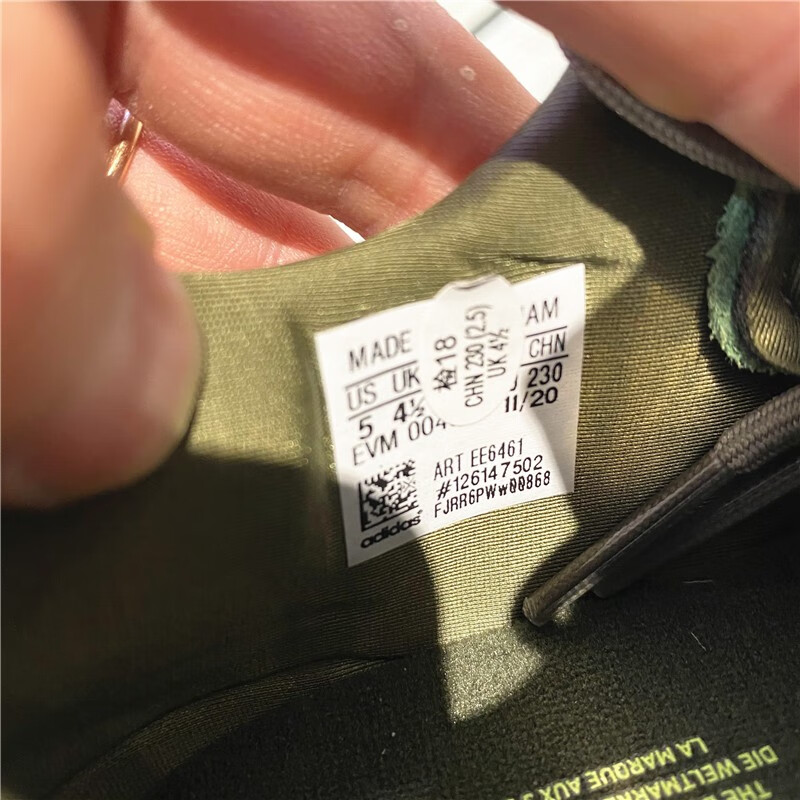 MADE AM
US UK CHN
5 4½ 230
EVM 004 11/20
ART EE6461
#126147502
FJRR6PWw00868
adidas
检18
CHN 230 (2.5)
UK 4½
THE
DIE WELTMARKE
LA MARQUE AUX